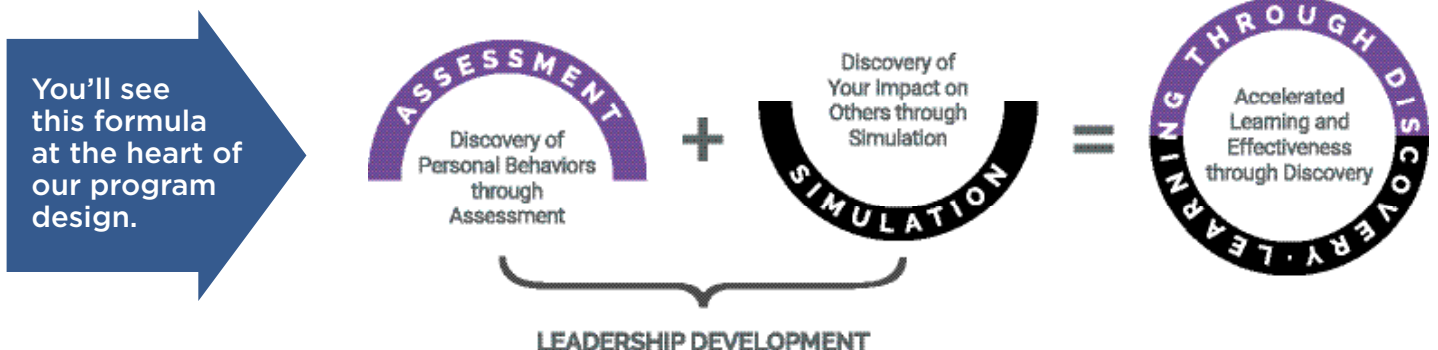 You'll see
this formula
at the heart of
our program
design.
ASSESSMENT
Discovery of
Personal Behaviors
through
Assessment
+
Discovery of
Your Impact on
Others through
Simulation
SIMULATION
=
LEARNING THROUGH DISCOVERY ·
Accelerated
Learning and
Effectiveness
through Discovery
LEADERSHIP DEVELOPMENT